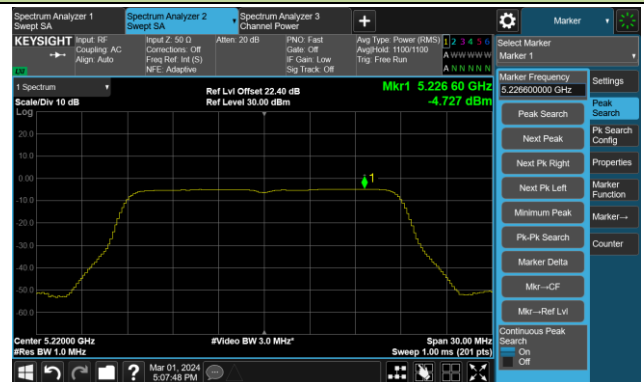 Spectrum Analyzer 1
Swept SA
Spectrum Analyzer 2
Swept SA
Spectrum Analyzer 3
Channel Power
Marker
KEYSIGHT
Input: RF
Coupling: AC
Align: Auto
Input Z: 50 Ω
Corrections: Off
Freq Ref: Int (S)
NFE: Adaptive
Atten: 20 dB
PNO: Fast
Gate: Off
IF Gain: Low
Sig Track: Off
Avg Type: Power (RMS)
Avg|Hold: 1100/1100
Trig: Free Run
1 2 3 4 5 6
A W W W W W
A N N N N N
Select Marker
Marker 1
1 Spectrum
Scale/Div 10 dB
Log
Ref Lvl Offset 22.40 dB
Ref Level 30.00 dBm
Mkr1 5.226 60 GHz
-4.727 dBm
20.0
10.0
0.00
-10.0
-20.0
-30.0
-40.0
-50.0
-60.0
1
Center 5.22000 GHz
#Res BW 1.0 MHz
#Video BW 3.0 MHz*
Span 30.00 MHz
Sweep 1.00 ms (201 pts)
Marker Frequency
5.226600000 GHz
Peak Search
Next Peak
Next Pk Right
Next Pk Left
Minimum Peak
Pk-Pk Search
Marker Delta
Mkr→CF
Mkr→Ref Lvl
Continuous Peak
Search
On
Off
Settings
Peak
Search
Pk Search
Config
Properties
Marker
Function
Marker→
Counter
?
Mar 01, 2024
5:07:48 PM